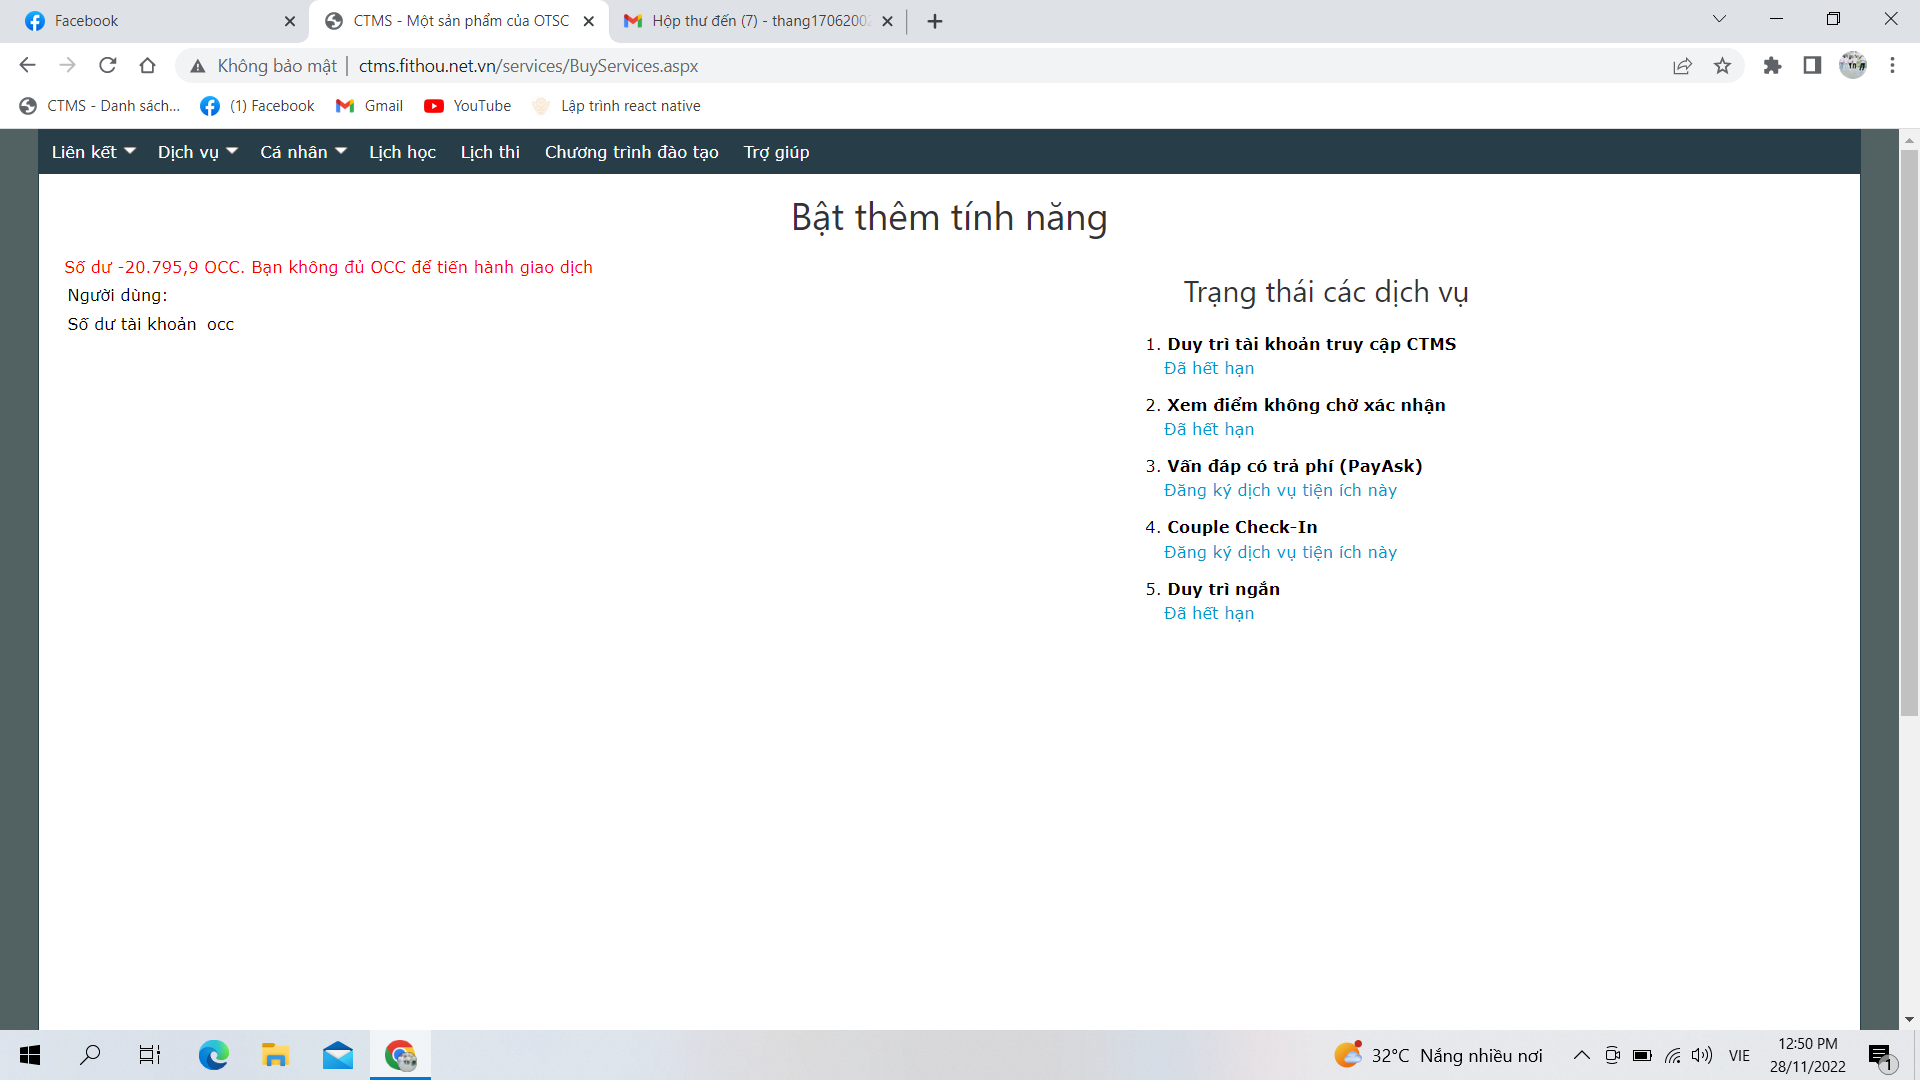 Facebook
CTMS - Một sản phẩm của OTSC
Hộp thư đến (7) - thang1706200
Không bảo mật
ctms.fithou.net.vn/services/BuyServices.aspx
CTMS - Danh sách...
(1) Facebook
Gmail
YouTube
Lập trình react native
Liên kết
Dịch vụ
Cá nhân
Lịch học
Lịch thi
Chương trình đào tạo
Trợ giúp
Bật thêm tính năng
Số dư -20.795,9 OCC. Bạn không đủ OCC để tiến hành giao dịch
Người dùng:
Số dư tài khoản occ
Trạng thái các dịch vụ
1. Duy trì tài khoản truy cập CTMS
Đã hết hạn
2. Xem điểm không chờ xác nhận
Đã hết hạn
3. Vấn đáp có trả phí (PayAsk)
Đăng ký dịch vụ tiện ích này
4. Couple Check-In
Đăng ký dịch vụ tiện ích này
5. Duy trì ngắn
Đã hết hạn
32°C Nắng nhiều nơi
VIE
12:50 PM
28/11/2022
1